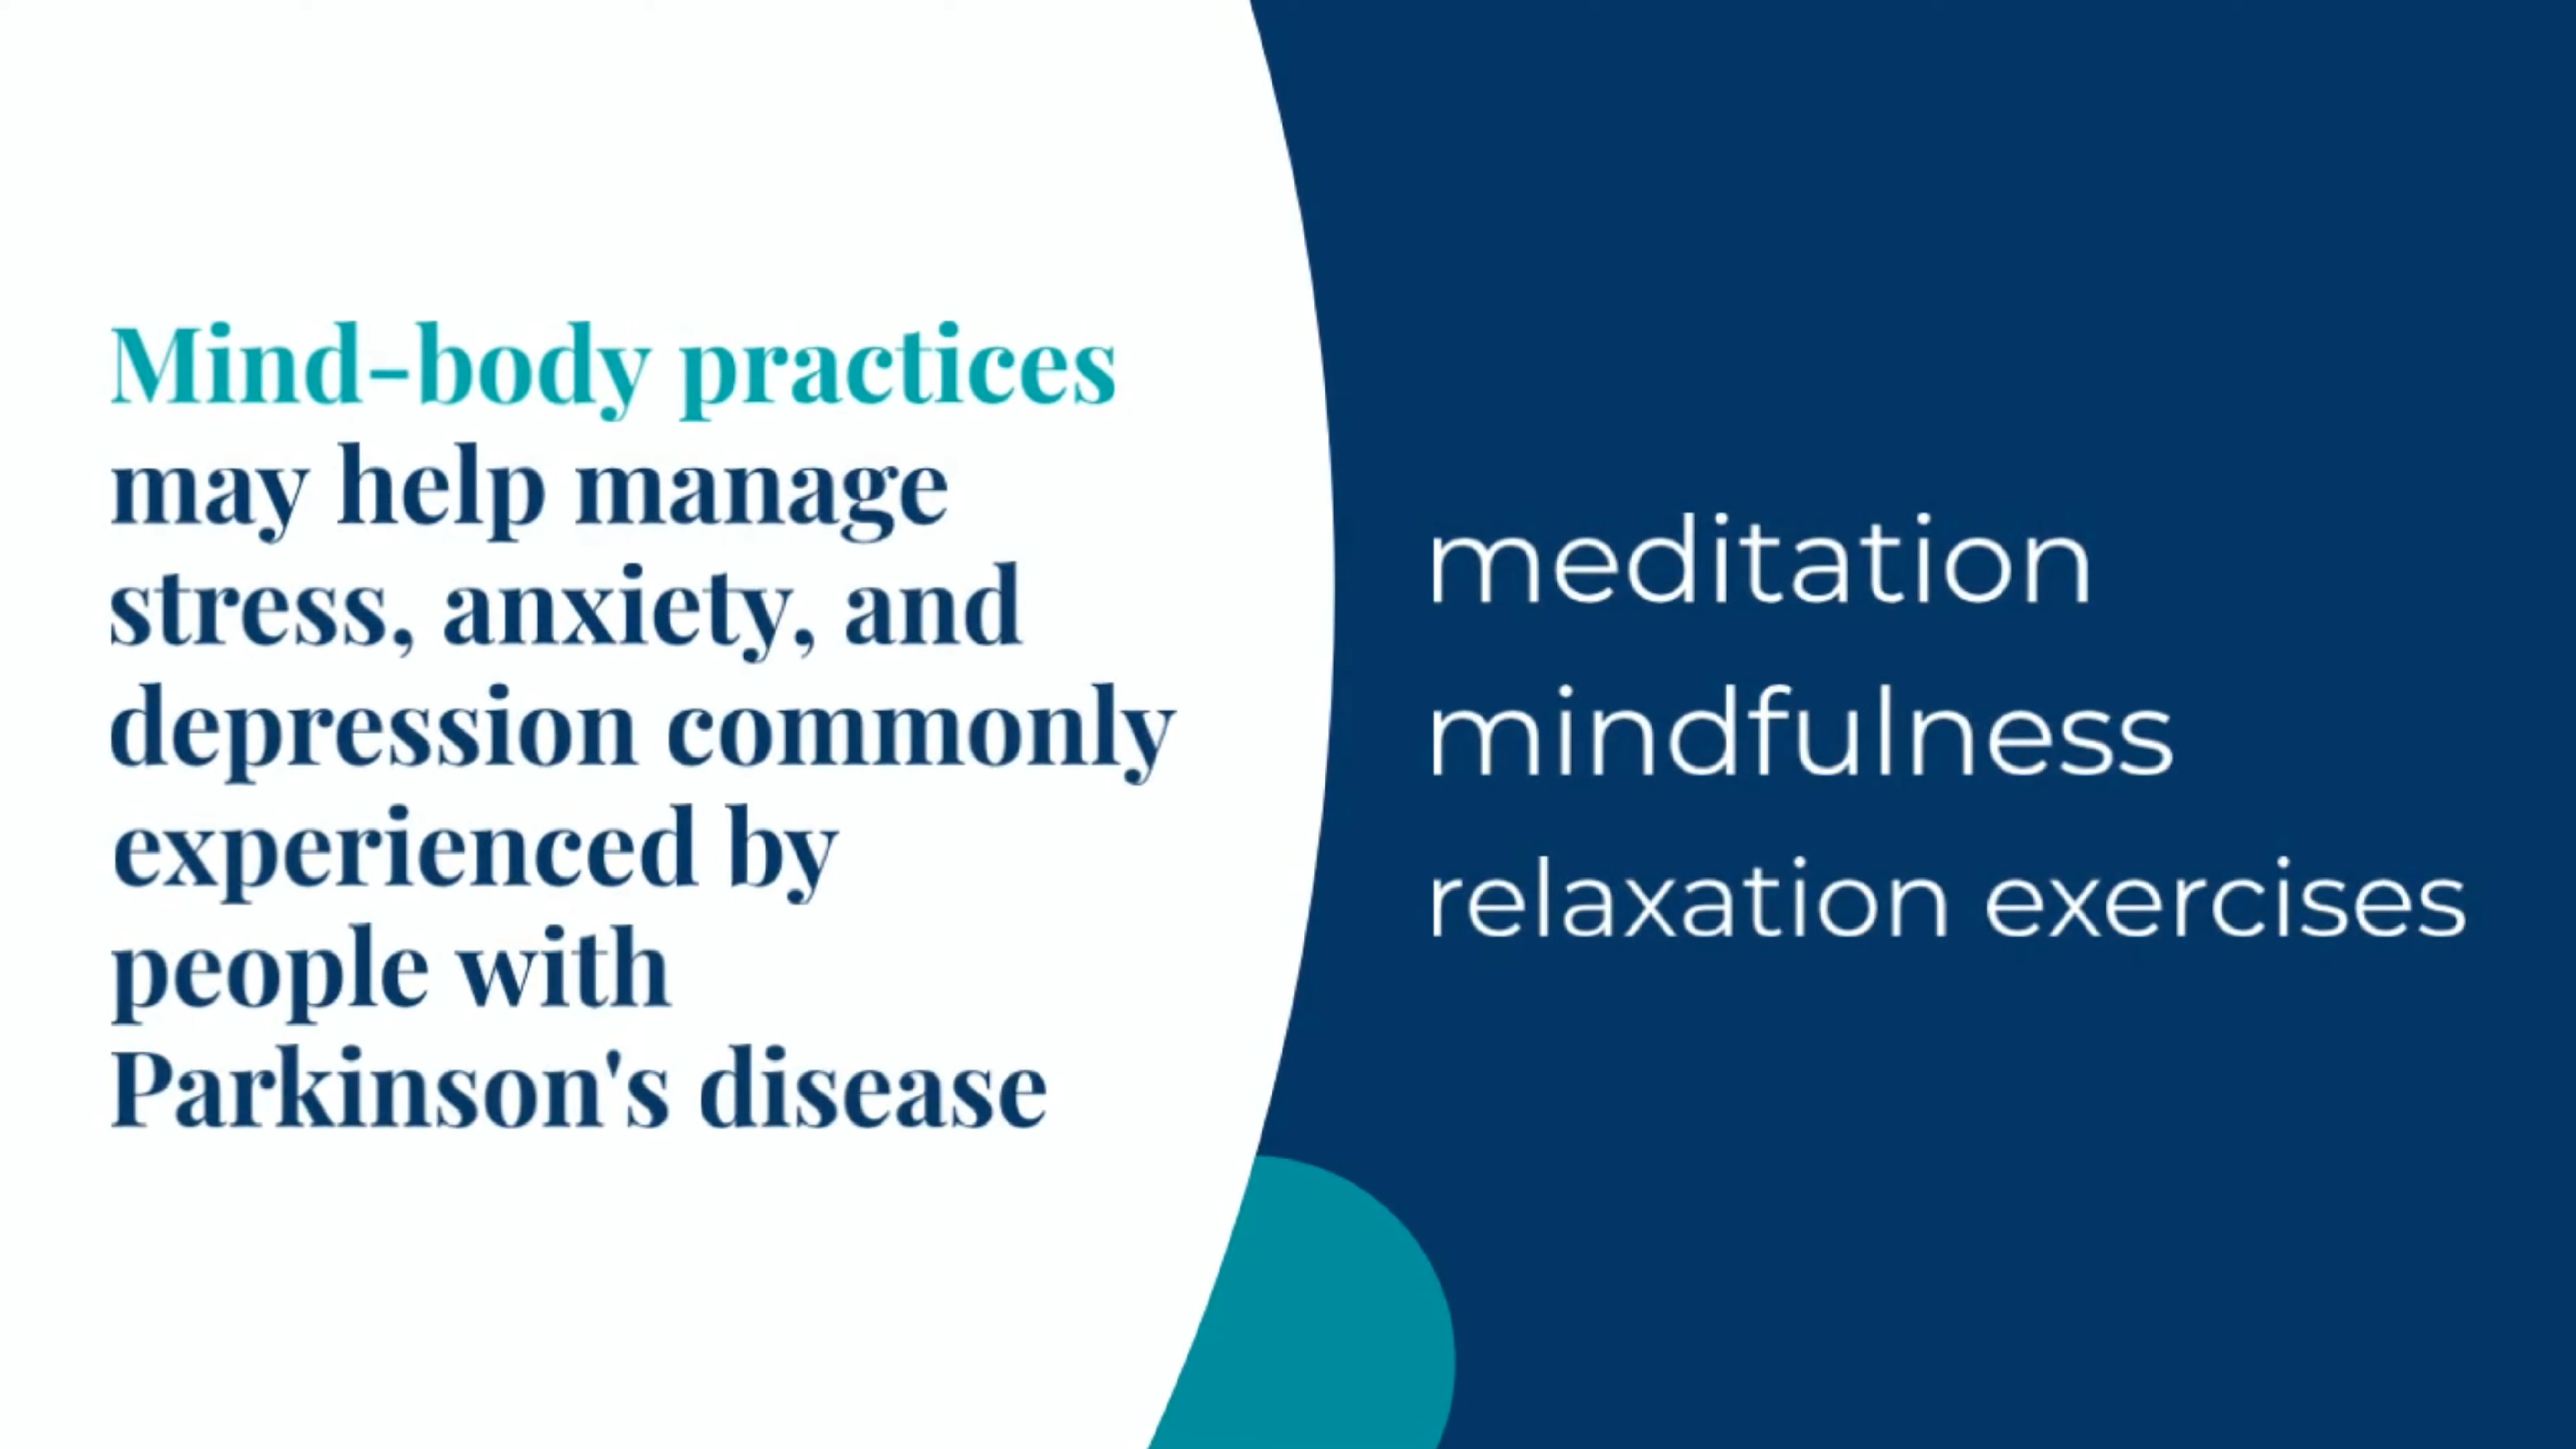 Mind-body practices
may help manage
stress, anxiety, and
depression commonly
experienced by
people with
Parkinson's disease
meditation
mindfulness
relaxation exercises